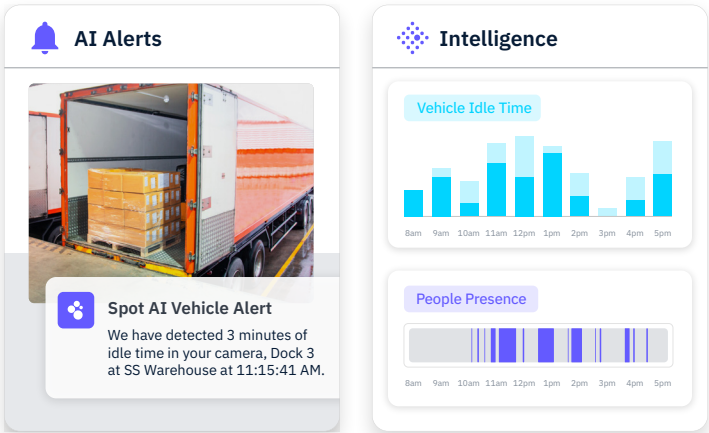 AI Alerts
Spot AI Vehicle Alert
We have detected 3 minutes of
idle time in your camera, Dock 3
at SS Warehouse at 11:15:41 AM.
Intelligence
Vehicle Idle Time
8am 9am 10am 11am 12pm 1pm 2pm 3pm 4pm 5pm
People Presence
8am 9am 10am 11am 12pm 1pm 2pm 3pm 4pm 5pm